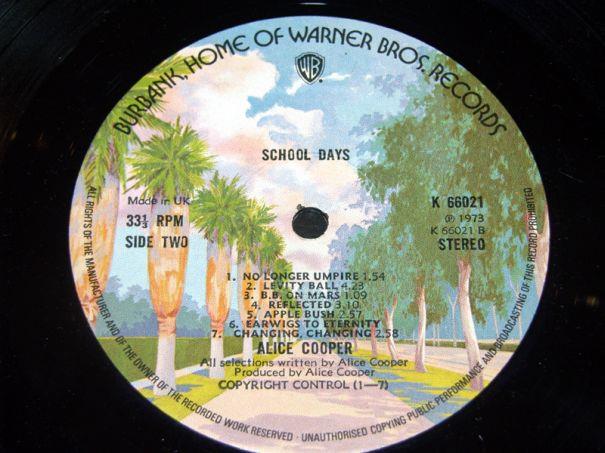 BURBANK, HOME OF WARNER BROS. RECORDS
WB
SCHOOL DAYS
Made in UK
33⅓ RPM
SIDE TWO
K 66021
℗ 1973
K 66021 B
STEREO
1. NO LONGER UMPIRE 1.54
2. LEVITY BALL 4.23
3. B.B. ON MARS 1.09
4. REFLECTED 3.10
5. APPLE BUSH 2.57
6. EARWIGS TO ETERNITY
7. CHANGING, CHANGING 2.58
ALICE COOPER
All selections written by Alice Cooper
Produced by Alice Cooper
COPYRIGHT CONTROL (1—7)
ALL RIGHTS OF THE MANUFACTURER AND OF THE OWNER OF THE RECORDED WORK RESERVED · UNAUTHORISED COPYING PUBLIC PERFORMANCE AND BROADCASTING OF THIS RECORD PROHIBITED